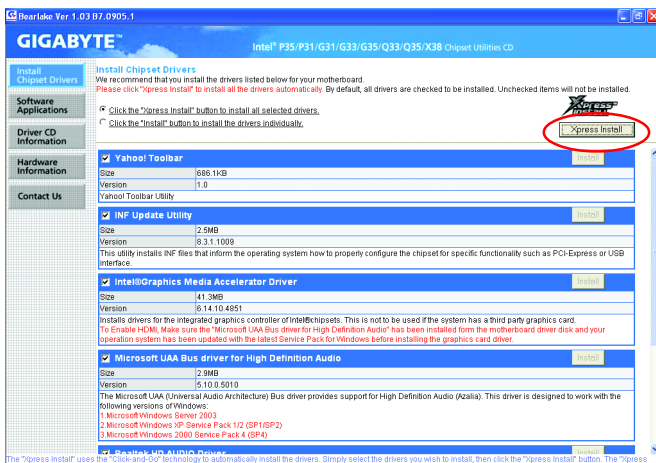 Bearlake Ver 1.03 B7.0905.1
GIGABYTE™
Intel® P35/P31/G31/G33/G35/Q33/Q35/X38 Chipset Utilities CD
Install
Chipset Drivers
Software
Applications
Driver CD
Information
Hardware
Information
Contact Us
Install Chipset Drivers
We recommend that you install the drivers listed below for your motherboard.
Please click "Xpress Install" to install all the drivers automatically. By default, all drivers are checked to be installed. Unchecked items will not be installed.
Click the "Xpress Install" button to install all selected drivers.
Click the "Install" button to install the drivers individually.
Xpress
Install
Xpress Install
Yahoo! Toolbar
Install
Size 686.1KB
Version 1.0
Yahoo! Toolbar Utility
INF Update Utility
Install
Size 2.5MB
Version 8.3.1.1009
This utility installs INF files that inform the operating system how to properly configure the chipset for specific functionality such as PCI-Express or USB
interface.
Intel®Graphics Media Accelerator Driver
Install
Size 41.3MB
Version 6.14.10.4851
Installs drivers for the integrated graphics controller of Intel®chipsets. This is not to be used if the system has a third party graphics card.
To Enable HDMI, Make sure the "Microsoft UAA Bus driver for High Definition Audio" has been installed form the motherboard driver disk and your
operation system has been updated with the latest Service Pack for Windows before installing the graphics card driver.
Microsoft UAA Bus driver for High Definition Audio
Install
Size 2.9MB
Version 5.10.0.5010
The Microsoft UAA (Universal Audio Architecture) Bus driver provides support for High Definition Audio (Azalia). This driver is designed to work with the
following versions of Windows:
1.Microsoft Windows Server 2003
2.Microsoft Windows XP Service Pack 1/2 (SP1/SP2)
3.Microsoft Windows 2000 Service Pack 4 (SP4)
Realtek HD AUDIO Driver
Install
The "Xpress Install" uses the "Click-and-Go" technology to automatically install the drivers. Simply select the drivers you wish to install, then click the "Xpress Install" button. The "Xpress